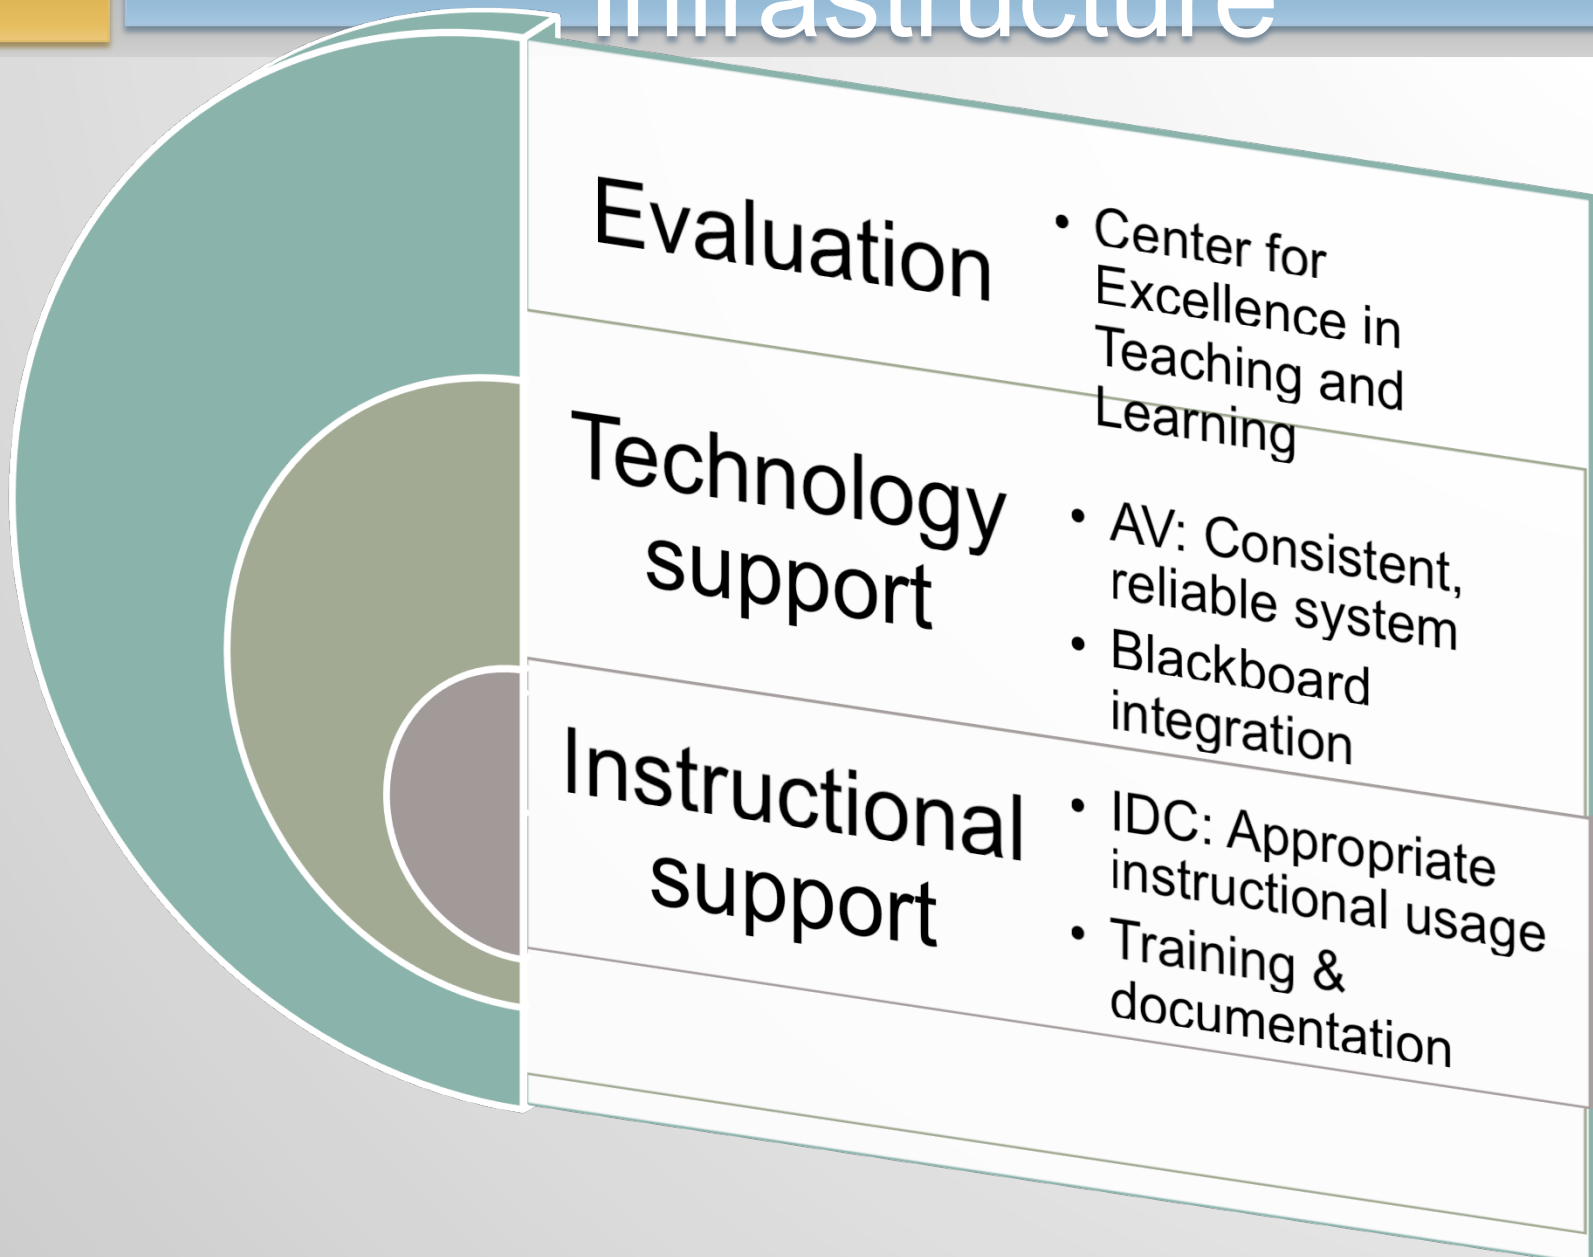 Infrastructure
Evaluation
• Center for
Excellence in
Teaching and
Learning
Technology
support
• AV: Consistent,
reliable system
• Blackboard
integration
Instructional
support
• IDC: Appropriate
instructional usage
• Training &
documentation